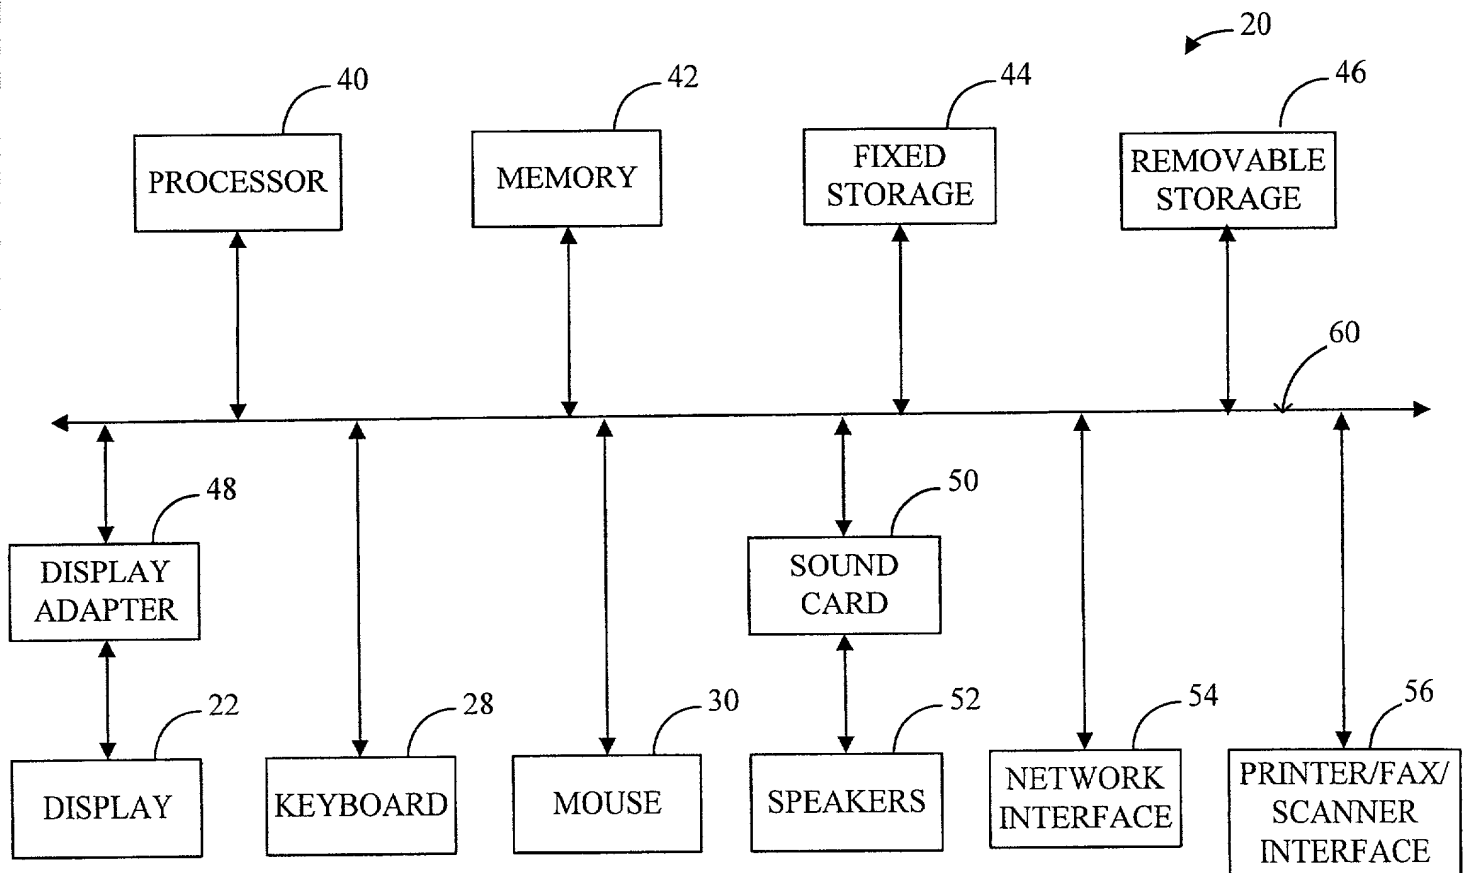 20
40
42
44
46
PROCESSOR
MEMORY
FIXED
STORAGE
REMOVABLE
STORAGE
60
48
50
DISPLAY
ADAPTER
SOUND
CARD
22
28
30
52
54
56
DISPLAY
KEYBOARD
MOUSE
SPEAKERS
NETWORK
INTERFACE
PRINTER/FAX/
SCANNER
INTERFACE